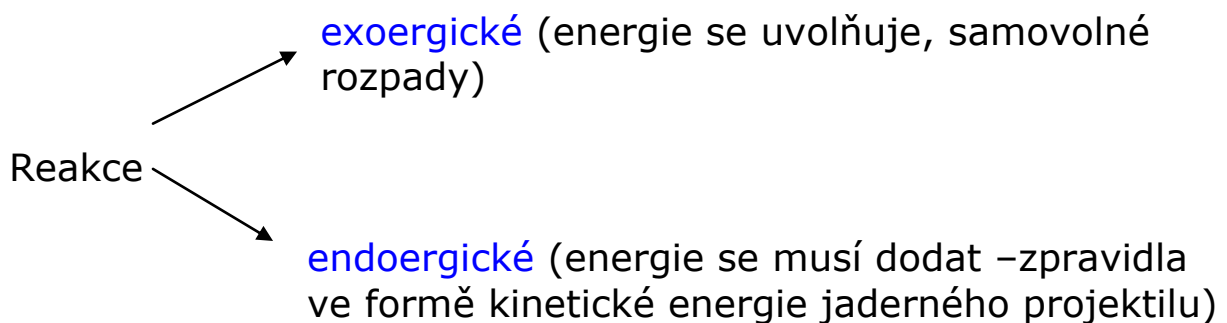 exoergické (energie se uvolňuje, samovolné
rozpady)
Reakce
endoergické (energie se musí dodat –zpravidla
ve formě kinetické energie jaderného projektilu)